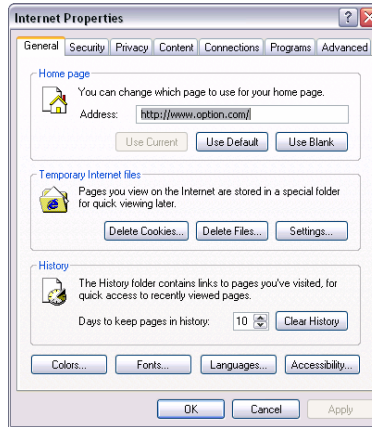 Internet Properties
General Security Privacy Content Connections Programs Advanced
Home page
You can change which page to use for your home page.
Address: http://www.option.com/
Use Current Use Default Use Blank
Temporary Internet files
Pages you view on the Internet are stored in a special folder
for quick viewing later.
Delete Cookies... Delete Files... Settings...
History
The History folder contains links to pages you've visited, for
quick access to recently viewed pages.
Days to keep pages in history: 10 Clear History
Colors... Fonts... Languages... Accessibility...
OK Cancel Apply